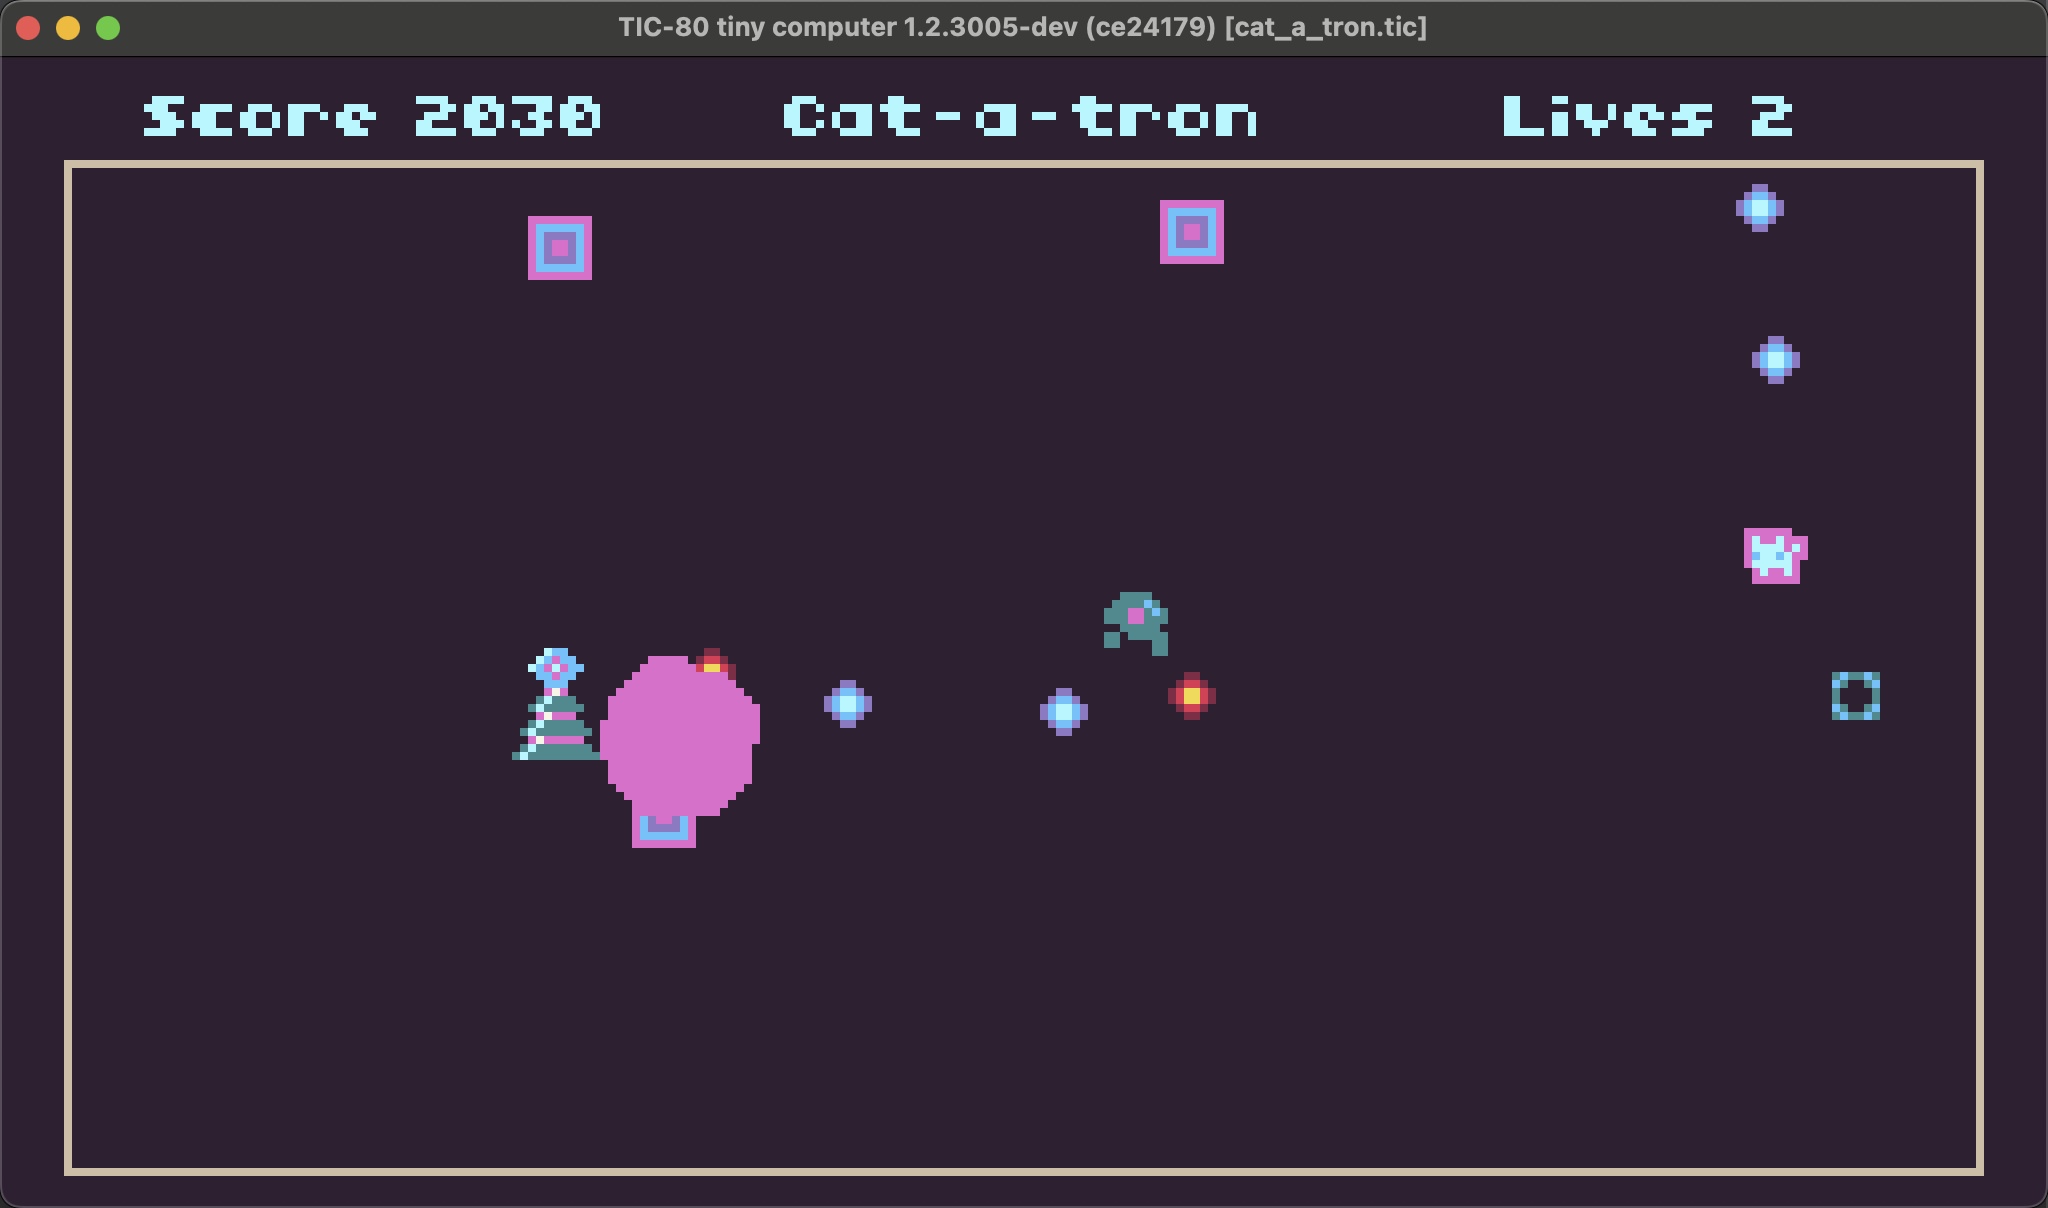 TIC-80 tiny computer 1.2.3005-dev (ce24179) [cat_a_tron.tic]
Score 2030 Cat-a-tron Lives 2